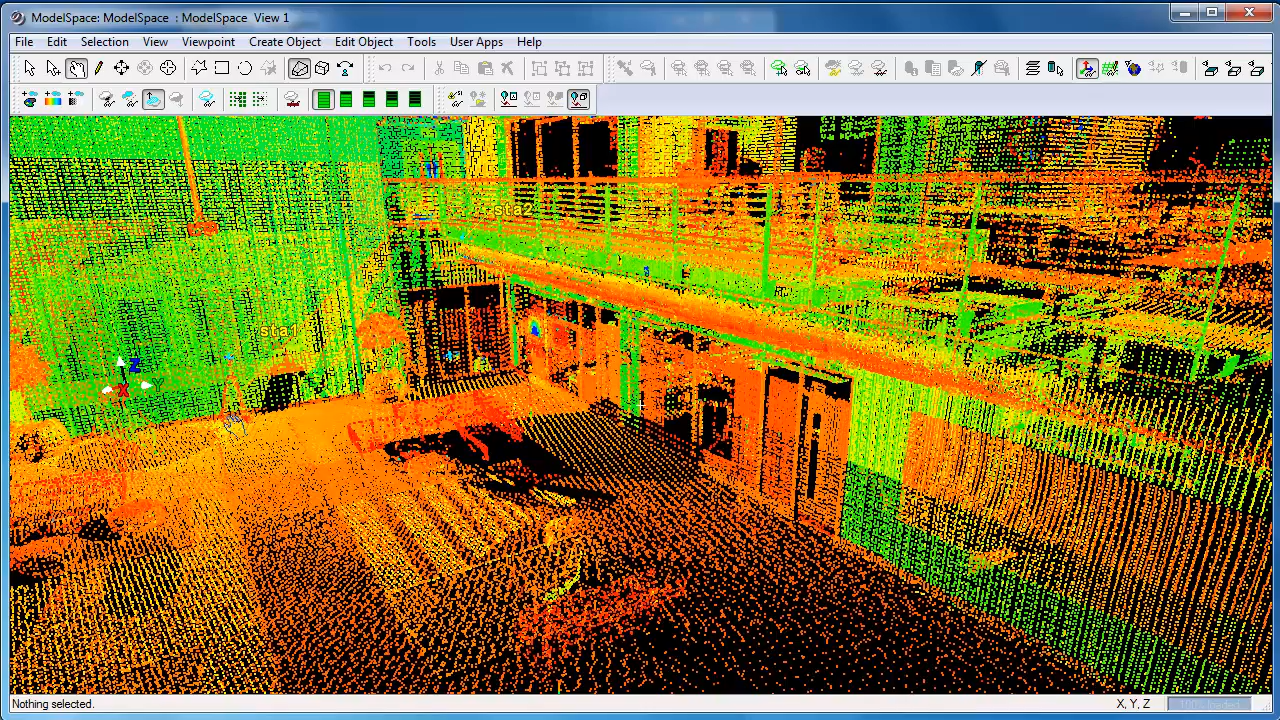 ModelSpace: ModelSpace : ModelSpace View 1
File Edit Selection View Viewpoint Create Object Edit Object Tools User Apps Help
sta2
sta1
Z
X
Y
Nothing selected.
X, Y, Z